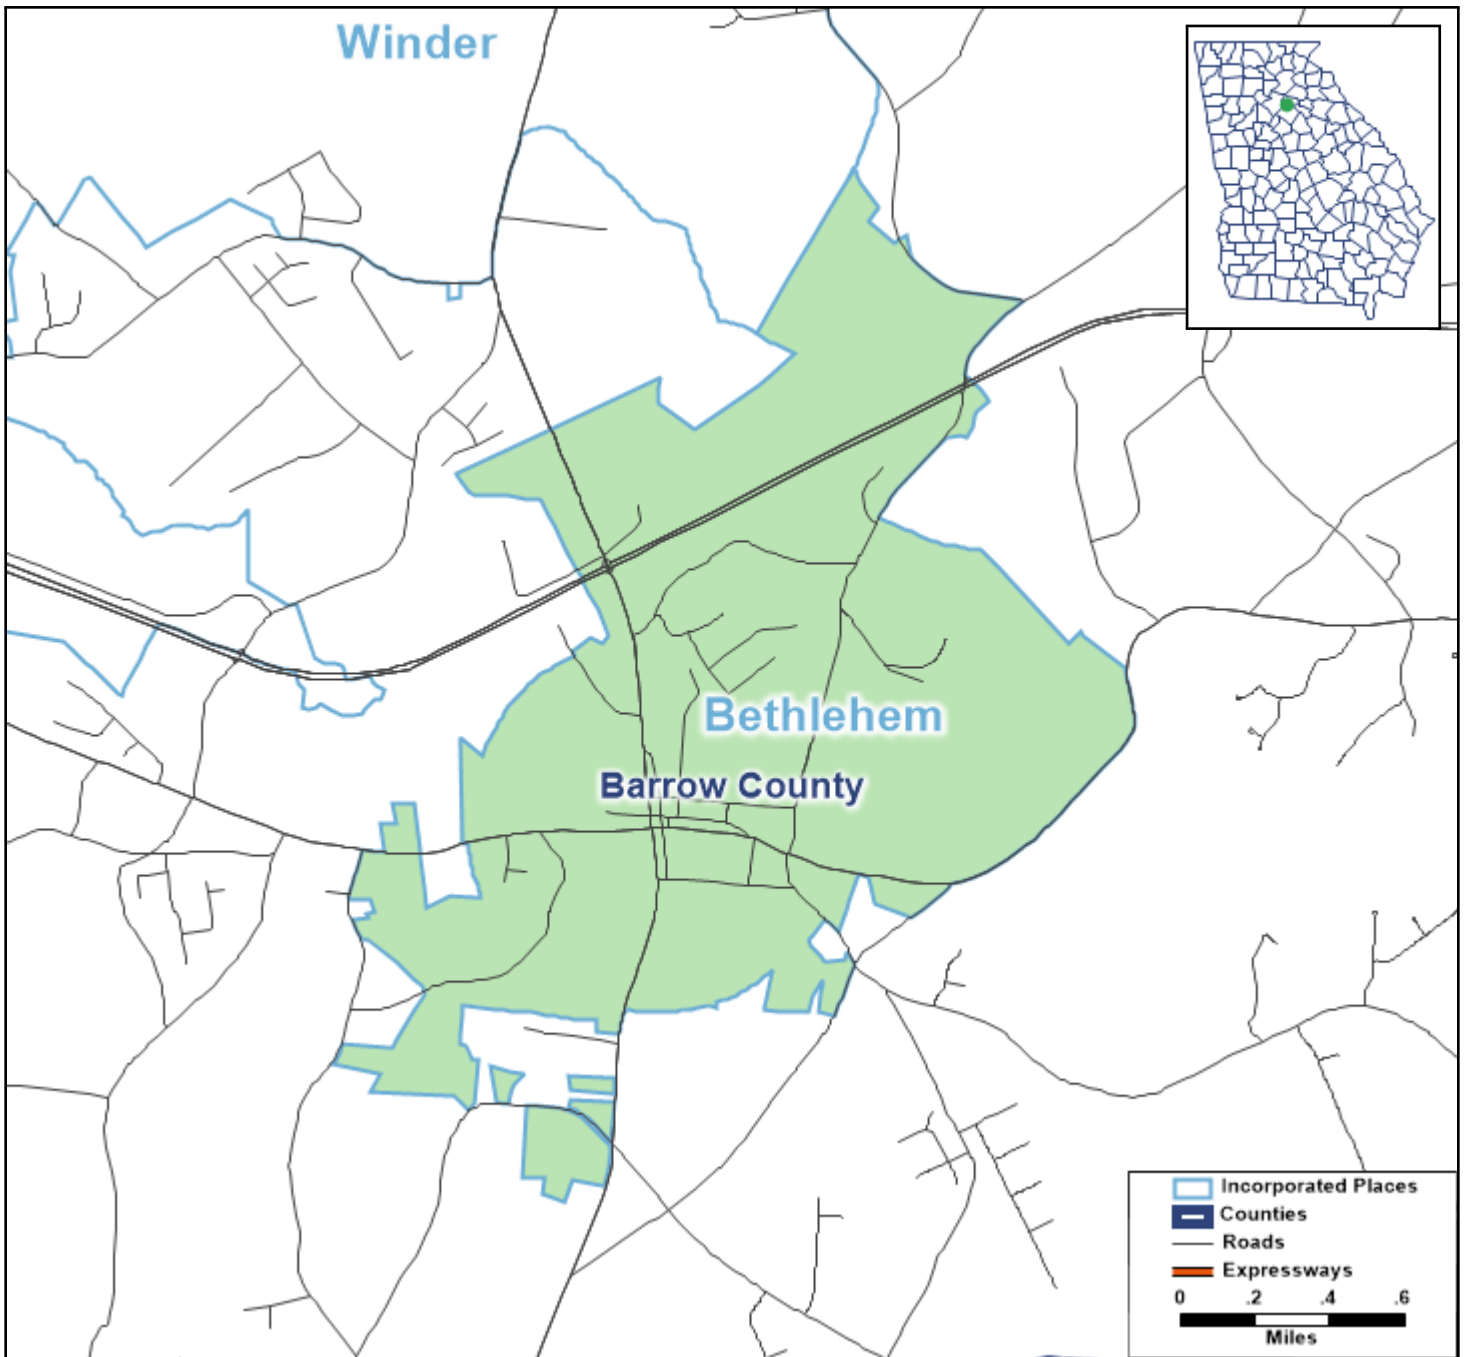 Winder
Bethlehem
Barrow County
Incorporated Places
Counties
Roads
Expressways
0 .2 .4 .6
Miles